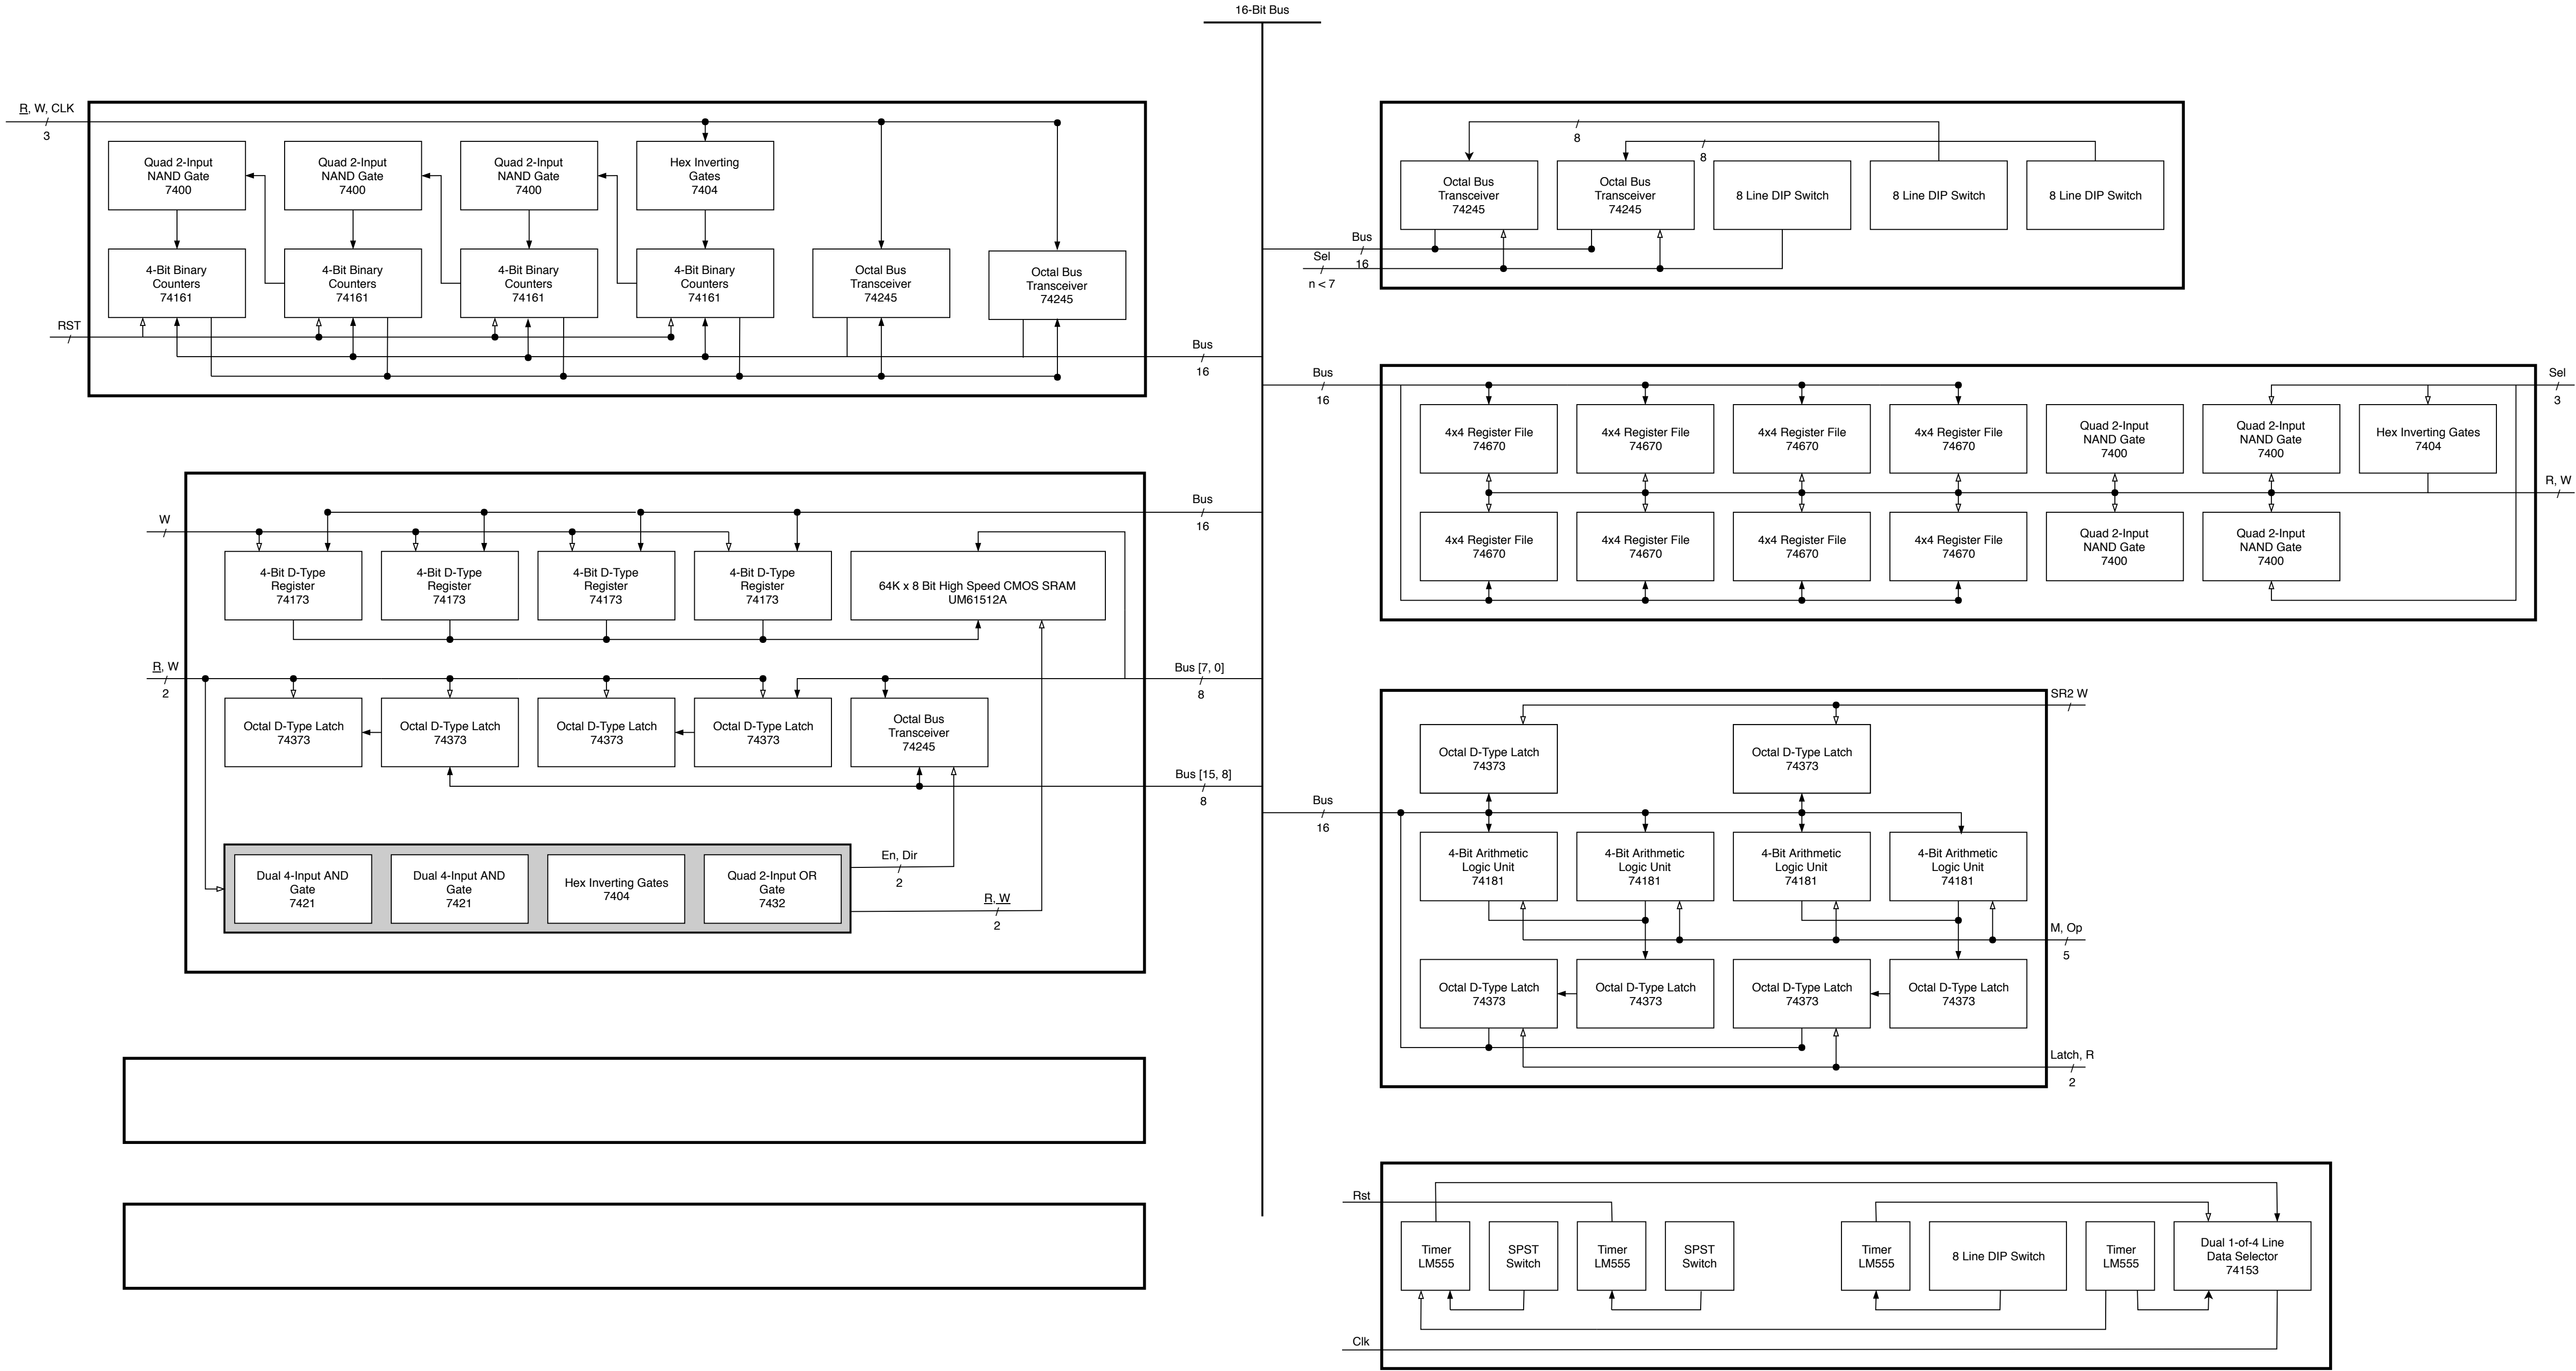 16-Bit Bus
R, W, CLK
3
Quad 2-Input
NAND Gate
7400
Quad 2-Input
NAND Gate
7400
Quad 2-Input
NAND Gate
7400
Hex Inverting
Gates
7404
4-Bit Binary
Counters
74161
4-Bit Binary
Counters
74161
4-Bit Binary
Counters
74161
4-Bit Binary
Counters
74161
Octal Bus
Transceiver
74245
Octal Bus
Transceiver
74245
RST
Bus
16
8
8
Octal Bus
Transceiver
74245
Octal Bus
Transceiver
74245
8 Line DIP Switch
8 Line DIP Switch
8 Line DIP Switch
Bus
16
Sel
n < 7
Bus
16
Sel
3
4x4 Register File
74670
4x4 Register File
74670
4x4 Register File
74670
4x4 Register File
74670
Quad 2-Input
NAND Gate
7400
Quad 2-Input
NAND Gate
7400
Hex Inverting Gates
7404
R, W
4x4 Register File
74670
4x4 Register File
74670
4x4 Register File
74670
4x4 Register File
74670
Quad 2-Input
NAND Gate
7400
Quad 2-Input
NAND Gate
7400
Bus
16
W
4-Bit D-Type
Register
74173
4-Bit D-Type
Register
74173
4-Bit D-Type
Register
74173
4-Bit D-Type
Register
74173
64K x 8 Bit High Speed CMOS SRAM
UM61512A
R, W
2
Bus [7, 0]
8
Octal D-Type Latch
74373
Octal D-Type Latch
74373
Octal D-Type Latch
74373
Octal D-Type Latch
74373
Octal Bus
Transceiver
74245
Bus [15, 8]
8
Dual 4-Input AND
Gate
7421
Dual 4-Input AND
Gate
7421
Hex Inverting Gates
7404
Quad 2-Input OR
Gate
7432
En, Dir
2
R, W
2
SR2 W
Octal D-Type Latch
74373
Octal D-Type Latch
74373
Bus
16
4-Bit Arithmetic
Logic Unit
74181
4-Bit Arithmetic
Logic Unit
74181
4-Bit Arithmetic
Logic Unit
74181
4-Bit Arithmetic
Logic Unit
74181
M, Op
5
Octal D-Type Latch
74373
Octal D-Type Latch
74373
Octal D-Type Latch
74373
Octal D-Type Latch
74373
Latch, R
2
Rst
Timer
LM555
SPST
Switch
Timer
LM555
SPST
Switch
Timer
LM555
8 Line DIP Switch
Timer
LM555
Dual 1-of-4 Line
Data Selector
74153
Clk